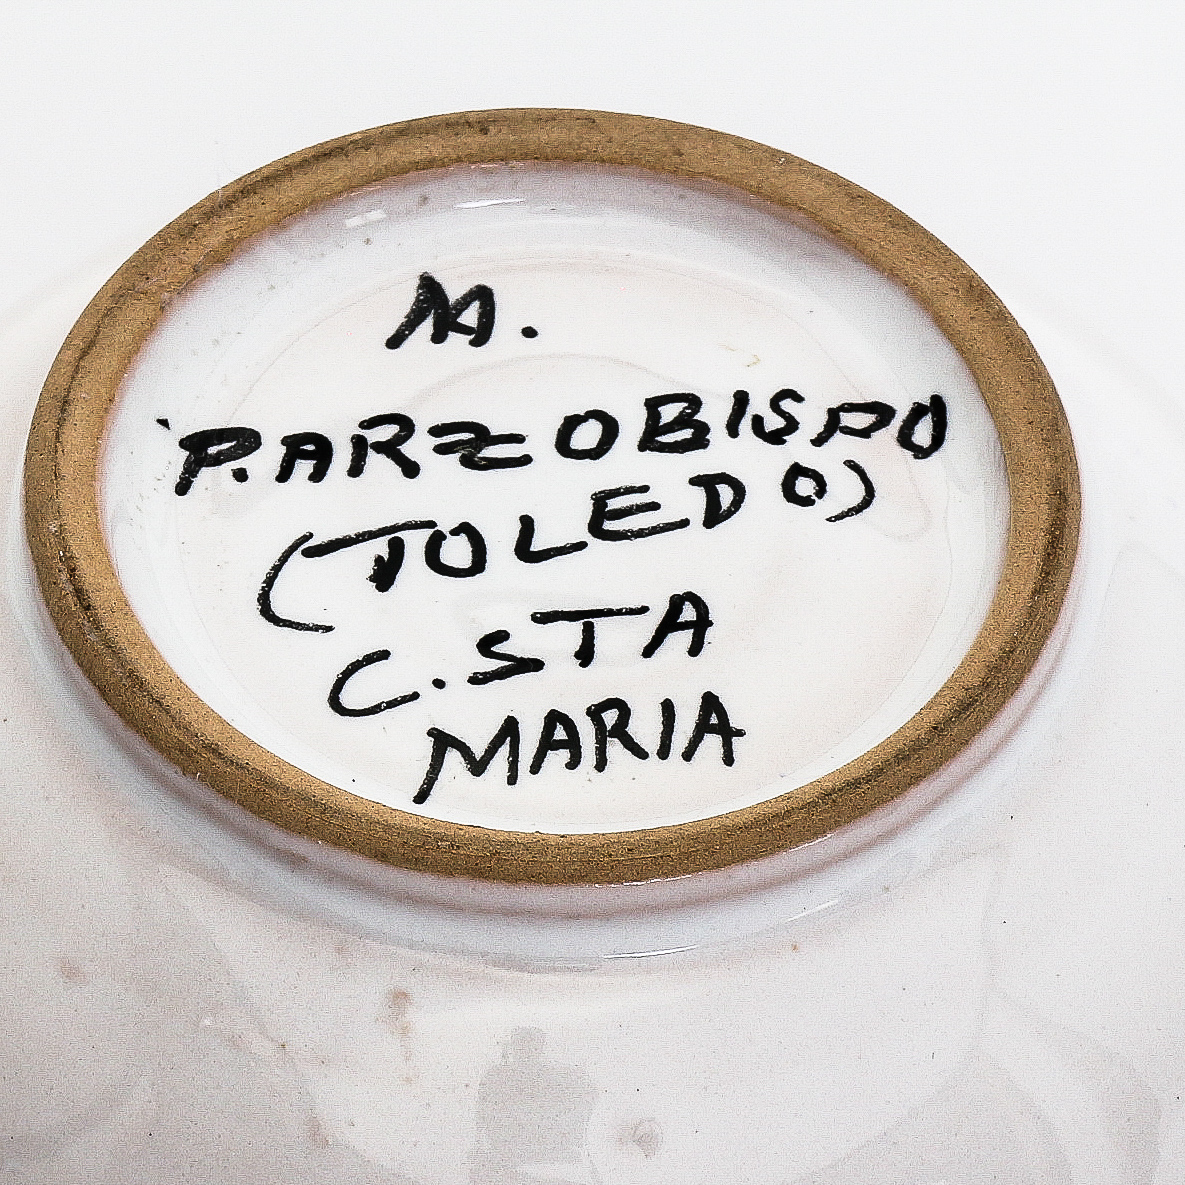 M.
P.ARZOBISPO
(TOLEDO)
C.STA
MARIA